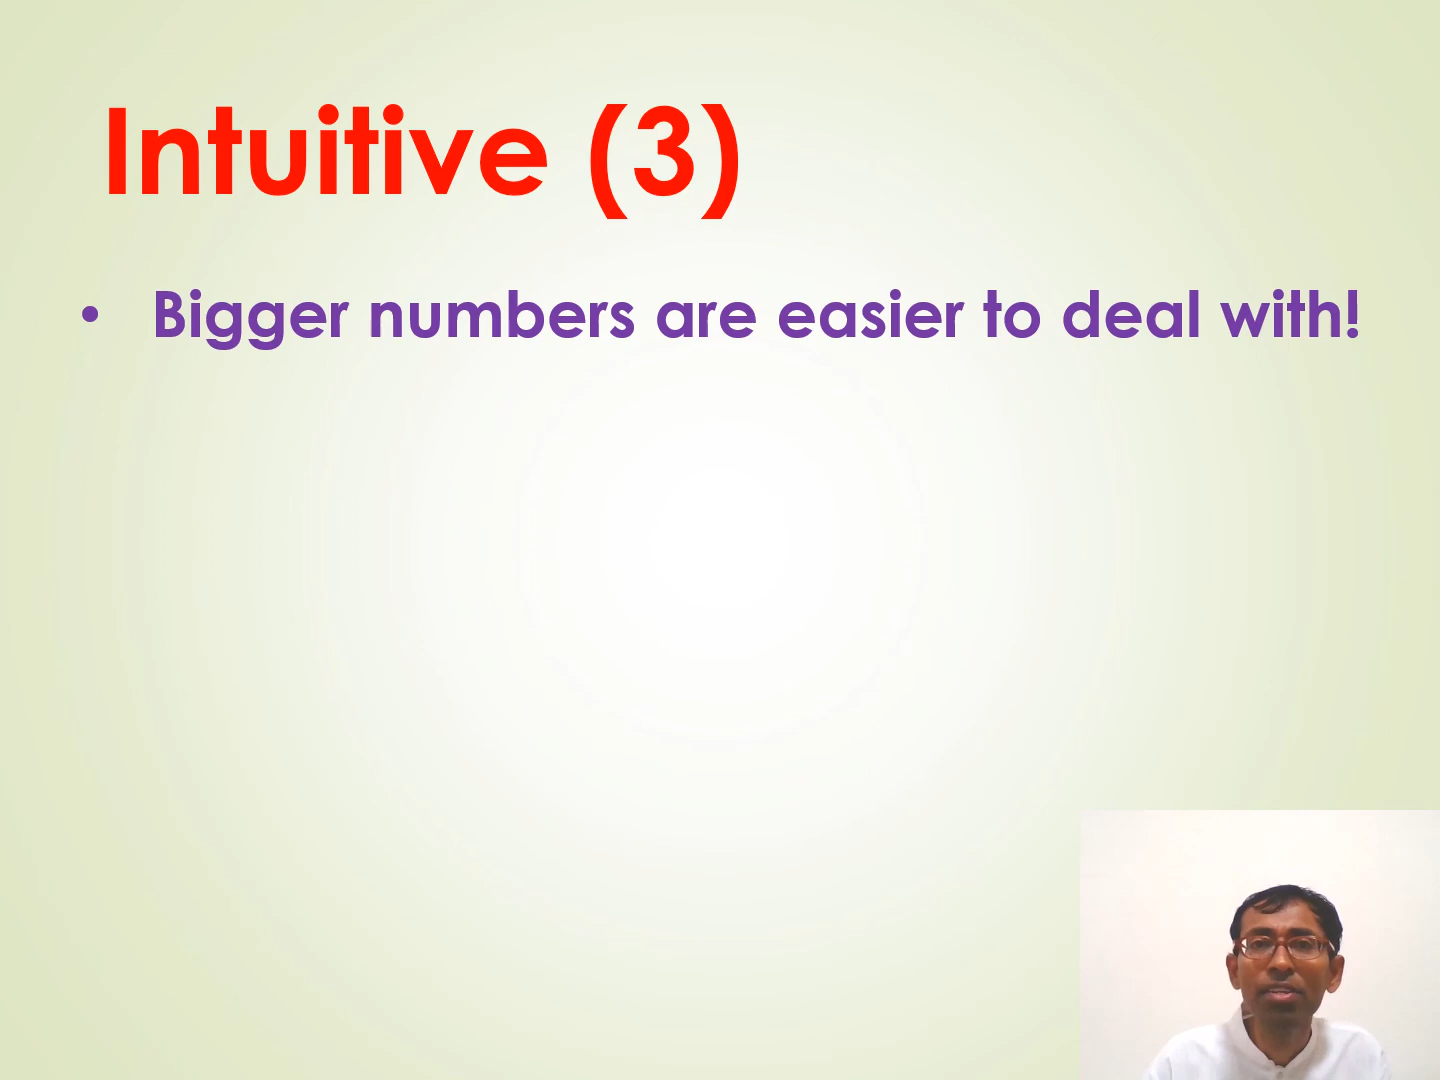 Intuitive (3)
• Bigger numbers are easier to deal with!